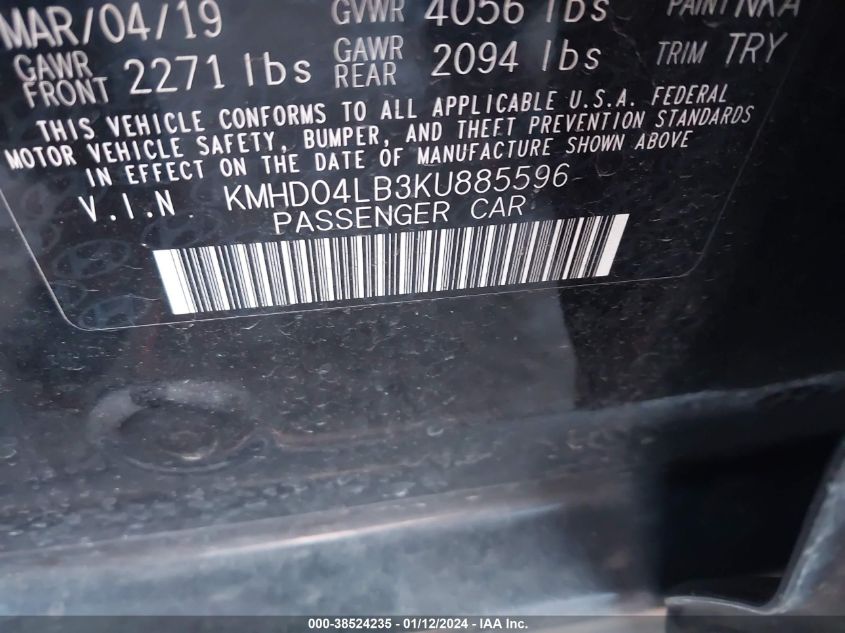 MAR/04/19 GVWR 4056 lbs PAINT NKA
GAWR FRONT 2271 lbs GAWR REAR 2094 lbs TRIM TRY
THIS VEHICLE CONFORMS TO ALL APPLICABLE U.S.A. FEDERAL
MOTOR VEHICLE SAFETY, BUMPER, AND THEFT PREVENTION STANDARDS
IN EFFECT ON THE DATE OF MANUFACTURE SHOWN ABOVE
V.I.N. KMHD04LB3KU885596
PASSENGER CAR
000-38524235 - 01/12/2024 - IAA Inc.